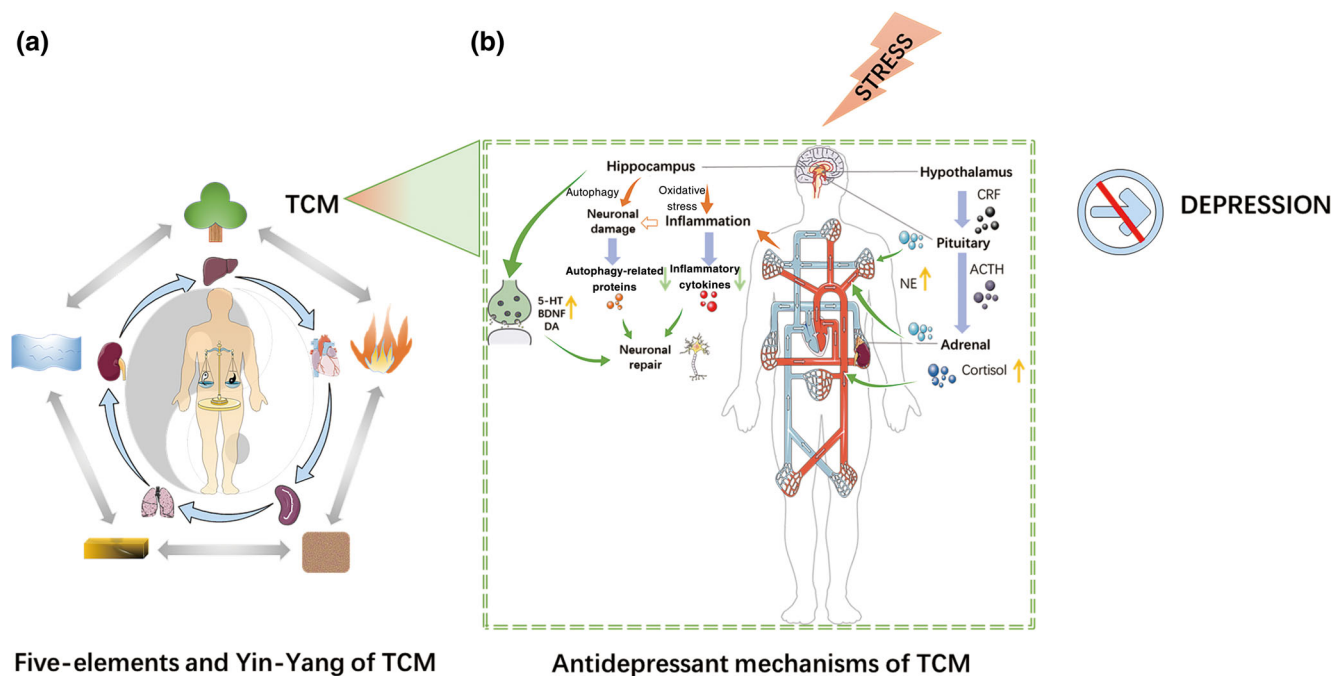 (a)
TCM
Five-elements and Yin-Yang of TCM
(b)
STRESS
Hippocampus
Autophagy
Oxidative
stress
Neuronal
damage
Inflammation
Autophagy-related
proteins
Inflammatory
cytokines
5-HT
BDNF
DA
Neuronal
repair
Hypothalamus
CRF
Pituitary
NE
ACTH
Adrenal
Cortisol
DEPRESSION
Antidepressant mechanisms of TCM